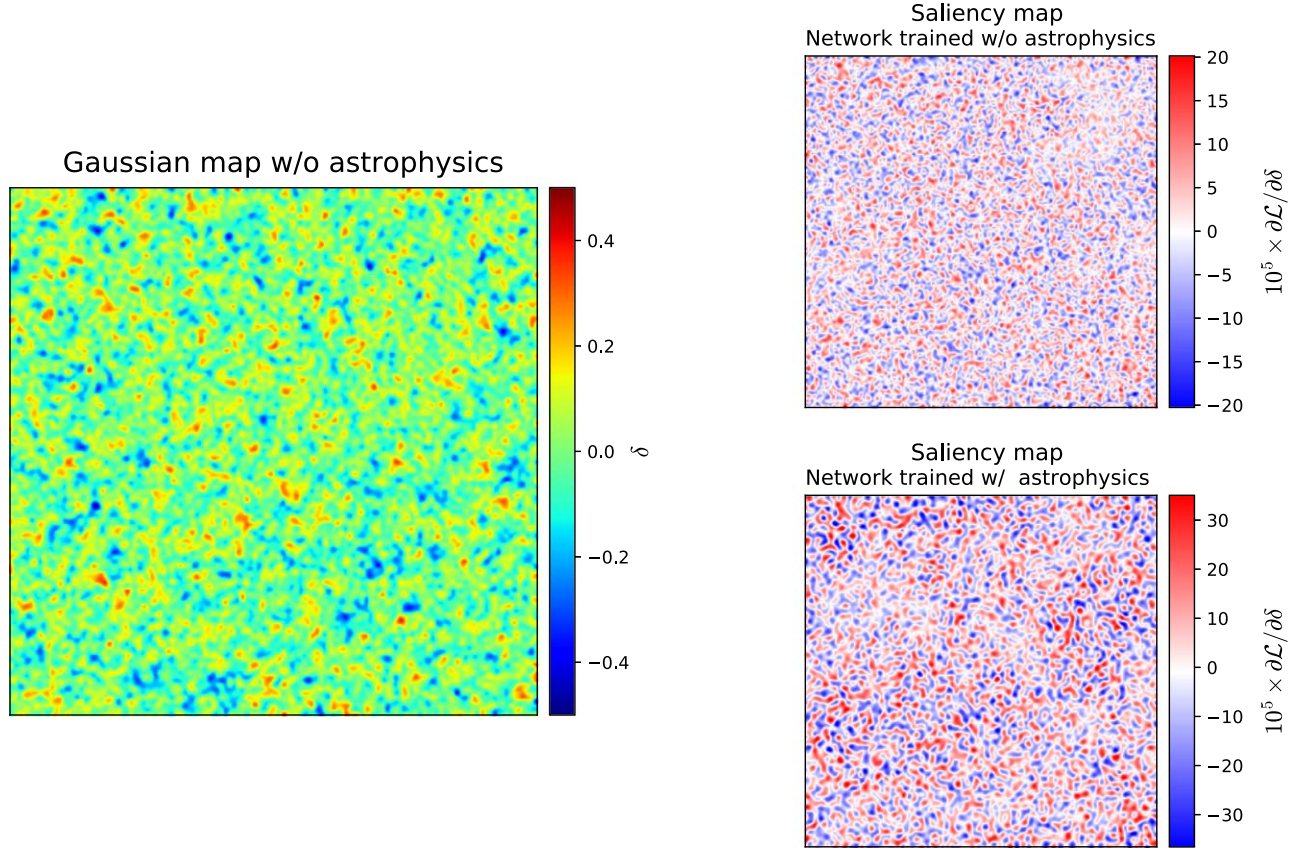 Gaussian map w/o astrophysics
0.4
0.2
0.0
−0.2
−0.4
δ
Saliency map
Network trained w/o astrophysics
20
15
10
5
0
−5
−10
−15
−20
10⁵ × ∂ℒ/∂δ
Saliency map
Network trained w/ astrophysics
30
20
10
0
−10
−20
−30
10⁵ × ∂ℒ/∂δ